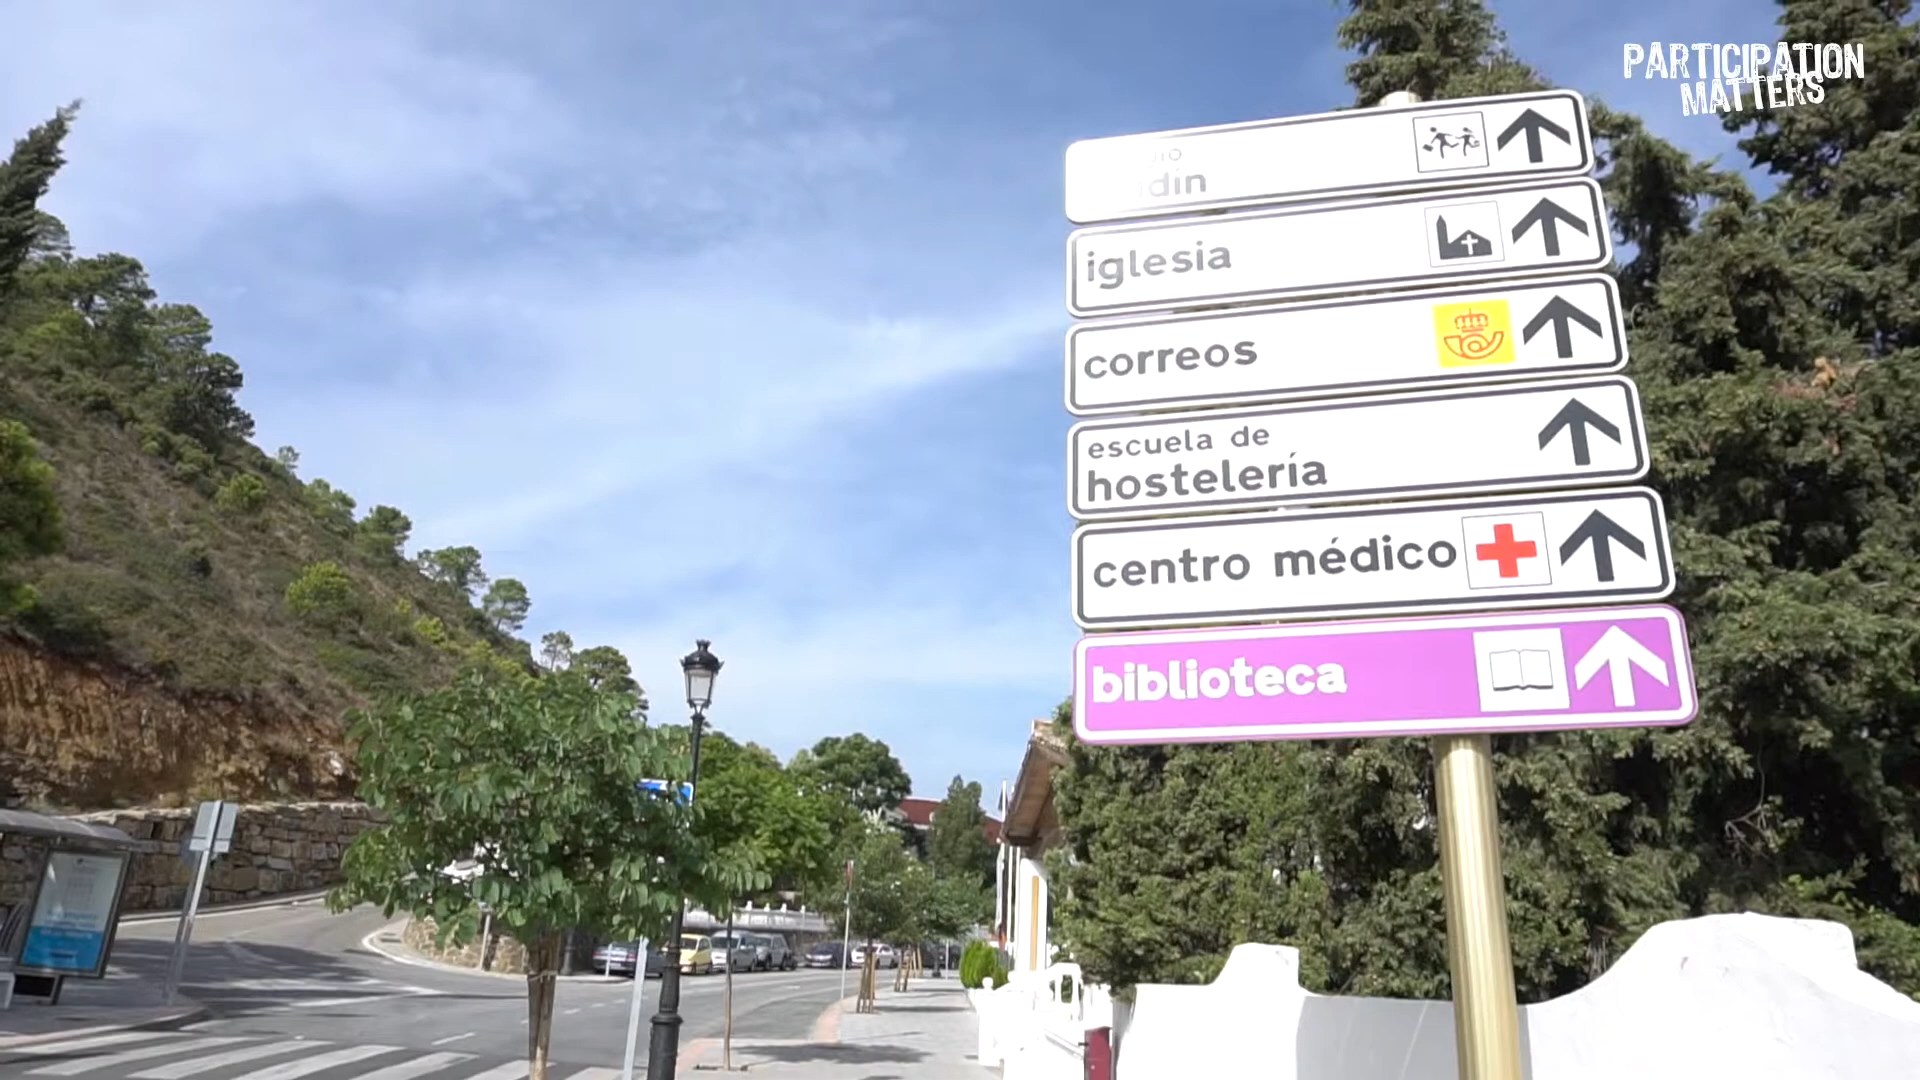 PARTICIPATION
MATTERS
iglesia
correos
escuela de
hostelería
centro médico
biblioteca